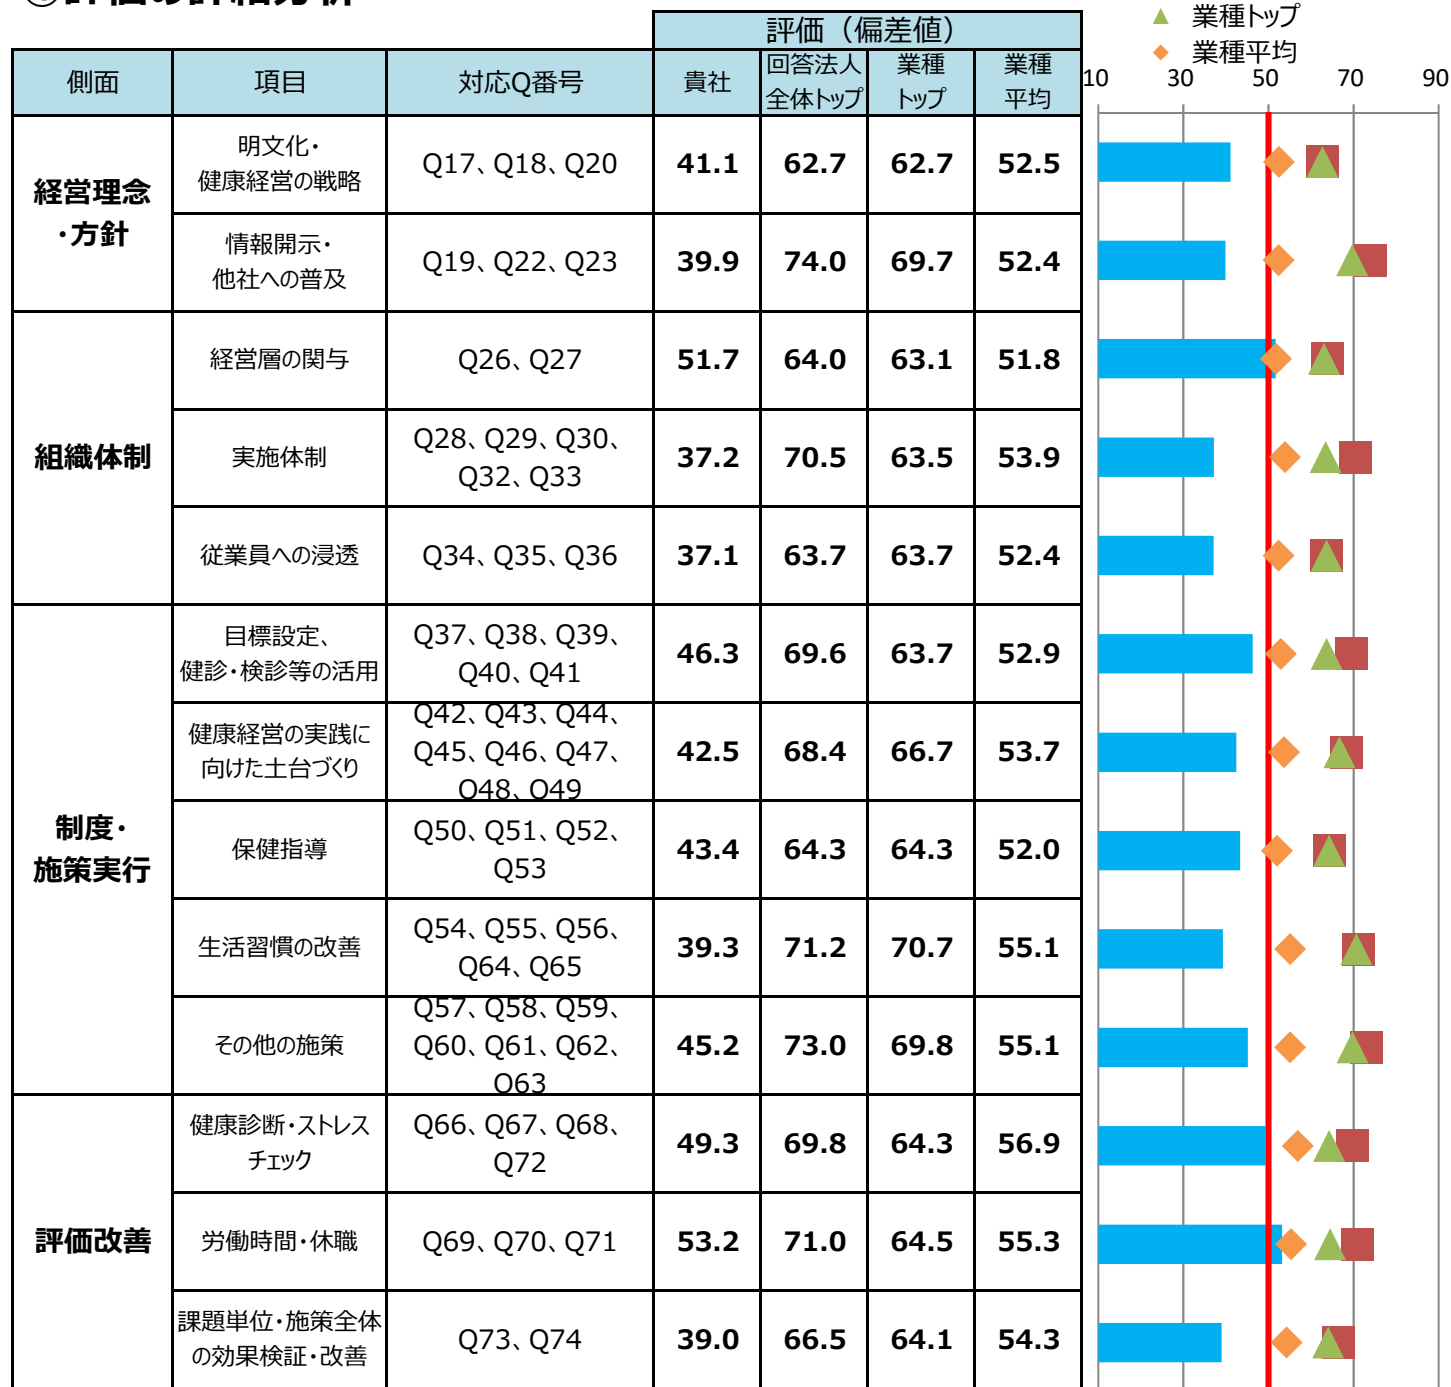 評価（偏差値）
▲ 業種トップ
◆ 業種平均
側面 項目 対応Q番号 貴社 回答法人 業種 業種
全体トップ トップ 平均
10 30 50 70 90
経営理念
・方針
明文化・
健康経営の戦略
Q17、Q18、Q20
41.1 62.7 62.7 52.5
情報開示・
他社への普及
Q19、Q22、Q23
39.9 74.0 69.7 52.4
組織体制
経営層の関与
Q26、Q27
51.7 64.0 63.1 51.8
実施体制
Q28、Q29、Q30、
Q32、Q33
37.2 70.5 63.5 53.9
従業員への浸透
Q34、Q35、Q36
37.1 63.7 63.7 52.4
制度・
施策実行
目標設定、
健診・検診等の活用
Q37、Q38、Q39、
Q40、Q41
46.3 69.6 63.7 52.9
健康経営の実践に
向けた土台づくり
Q42、Q43、Q44、
Q45、Q46、Q47、
Q48、Q49
42.5 68.4 66.7 53.7
保健指導
Q50、Q51、Q52、
Q53
43.4 64.3 64.3 52.0
生活習慣の改善
Q54、Q55、Q56、
Q64、Q65
39.3 71.2 70.7 55.1
その他の施策
Q57、Q58、Q59、
Q60、Q61、Q62、
Q63
45.2 73.0 69.8 55.1
評価改善
健康診断・ストレス
チェック
Q66、Q67、Q68、
Q72
49.3 69.8 64.3 56.9
労働時間・休職
Q69、Q70、Q71
53.2 71.0 64.5 55.3
課題単位・施策全体
の効果検証・改善
Q73、Q74
39.0 66.5 64.1 54.3